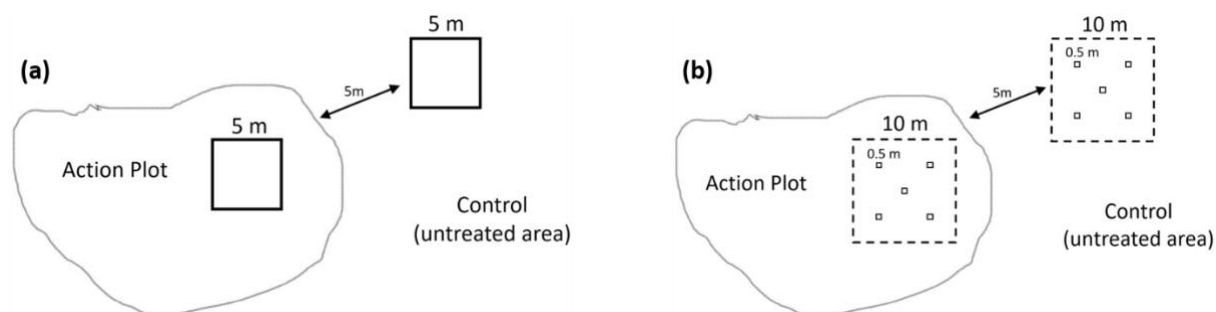 5 m
(a)
5m
5 m
Action Plot
Control
(untreated area)
10 m
0.5 m
(b)
5m
10 m
0.5 m
Action Plot
Control
(untreated area)